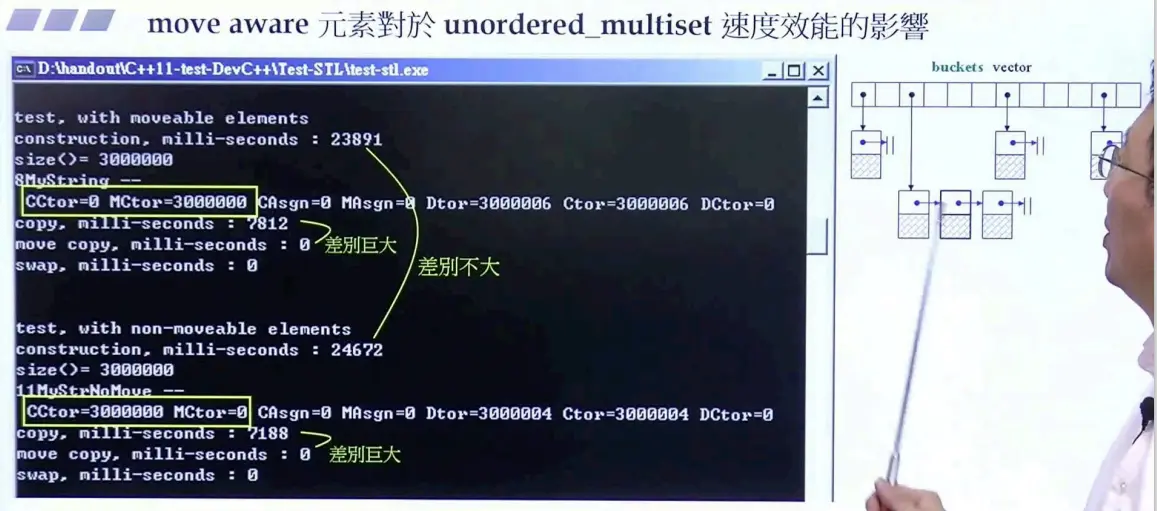 move aware 元素對於 unordered_multiset 速度效能的影響
D:\handout\C++11-test-DevC++\Test-STL\test-stl.exe
buckets vector
test, with moveable elements
construction, milli-seconds : 23891
size()= 3000000
8MyString --
CCtor=0 MCtor=3000000 CAsgn=0 MAsgn=0 Dtor=3000006 Ctor=3000006 DCtor=0
copy, milli-seconds : 7812
move copy, milli-seconds : 0 差別巨大
swap, milli-seconds : 0
差別不大
test, with non-moveable elements
construction, milli-seconds : 24672
size()= 3000000
11MyStrNoMove --
CCtor=3000000 MCtor=0 CAsgn=0 MAsgn=0 Dtor=3000004 Ctor=3000004 DCtor=0
copy, milli-seconds : 7188
move copy, milli-seconds : 0 差別巨大
swap, milli-seconds : 0